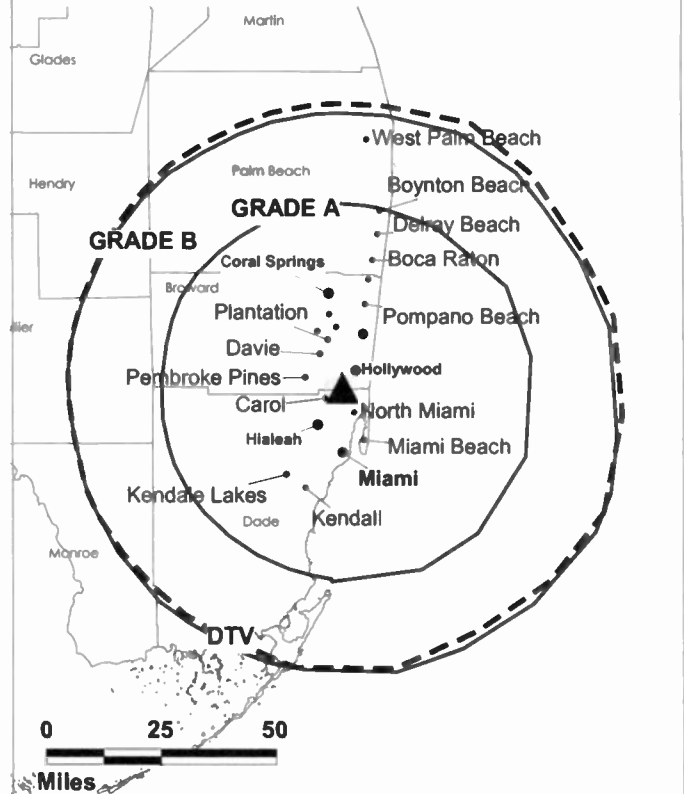 Martin
Glades
West Palm Beach
Palm Beach
Hendry
Boynton Beach
GRADE A
Delray Beach
GRADE B
Boca Raton
Coral Springs
Broward
Plantation
Pompano Beach
llier
Davie
Hollywood
Pembroke Pines
Carol
North Miami
Hialeah
Miami Beach
Miami
Kendale Lakes
Kendall
Dade
Monroe
DTV
0 25 50
Miles